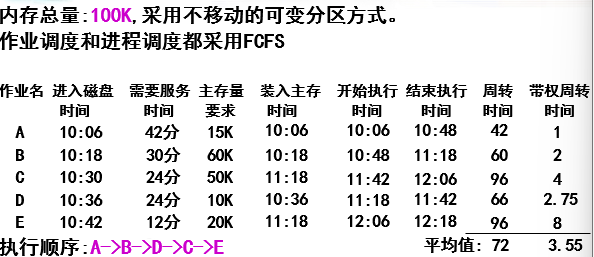 内存总量:100K,采用不移动的可变分区方式。
作业调度和进程调度都采用FCFS
作业名 进入磁盘时间 需要服务时间 主存量要求 装入主存时间 开始执行时间 结束执行时间 周转时间 带权周转时间
A 10:06 42分 15K 10:06 10:06 10:48 42 1
B 10:18 30分 60K 10:18 10:48 11:18 60 2
C 10:30 24分 50K 11:18 11:42 12:06 96 4
D 10:36 24分 10K 10:36 11:18 11:42 66 2.75
E 10:42 12分 20K 11:18 12:06 12:18 96 8
执行顺序:A->B->D->C->E 平均值: 72 3.55